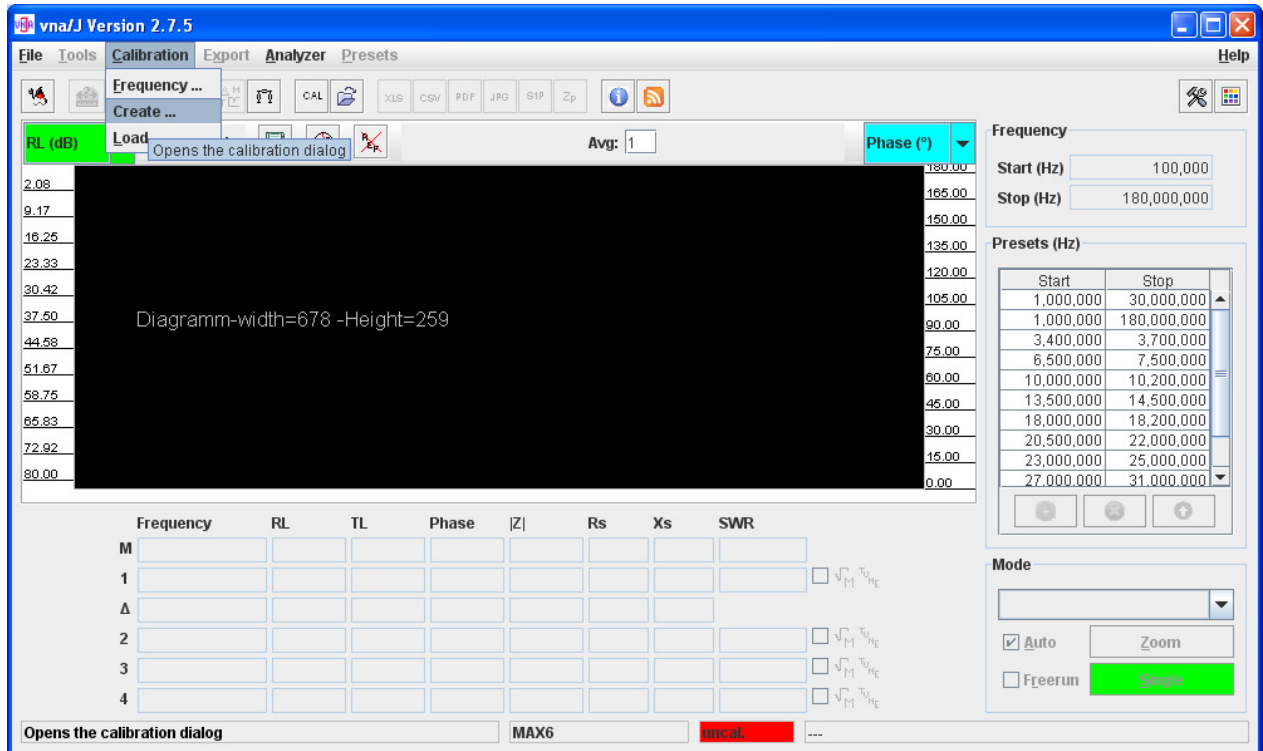 vna/J Version 2.7.5
File Tools Calibration Export Analyzer Presets Help
Frequency ...
Create ...
Load
Opens the calibration dialog
CAL XLS CSV PDF JPG S1P Zp
RL (dB)
Avg: 1
Phase (°)
2.08
9.17
16.25
23.33
30.42
37.50
44.58
51.67
58.75
65.83
72.92
80.00
Diagramm-width=678 -Height=259
180.00
165.00
150.00
135.00
120.00
105.00
90.00
75.00
60.00
45.00
30.00
15.00
0.00
Frequency
Start (Hz) 100,000
Stop (Hz) 180,000,000
Presets (Hz)
Start Stop
1,000,000 30,000,000
1,000,000 180,000,000
3,400,000 3,700,000
6,500,000 7,500,000
10,000,000 10,200,000
13,500,000 14,500,000
18,000,000 18,200,000
20,500,000 22,000,000
23,000,000 25,000,000
27,000,000 31,000,000
Frequency RL TL Phase |Z| Rs Xs SWR
M
1 √M TUNE
Δ
2 √M TUNE
3 √M TUNE
4 √M TUNE
Mode
Auto Zoom
Freerun Single
Opens the calibration dialog MAX6 uncal. ---